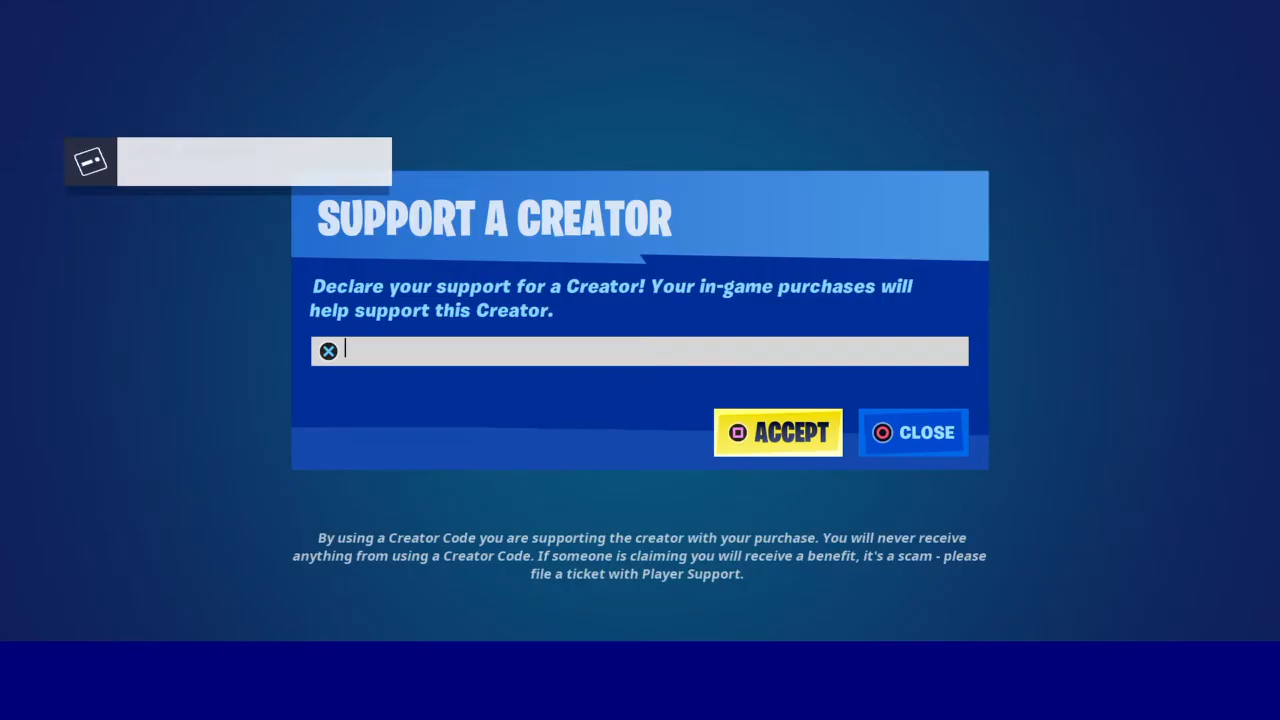 SUPPORT A CREATOR
Declare your support for a Creator! Your in-game purchases will
help support this Creator.
ACCEPT
CLOSE
By using a Creator Code you are supporting the creator with your purchase. You will never receive
anything from using a Creator Code. If someone is claiming you will receive a benefit, it's a scam - please
file a ticket with Player Support.